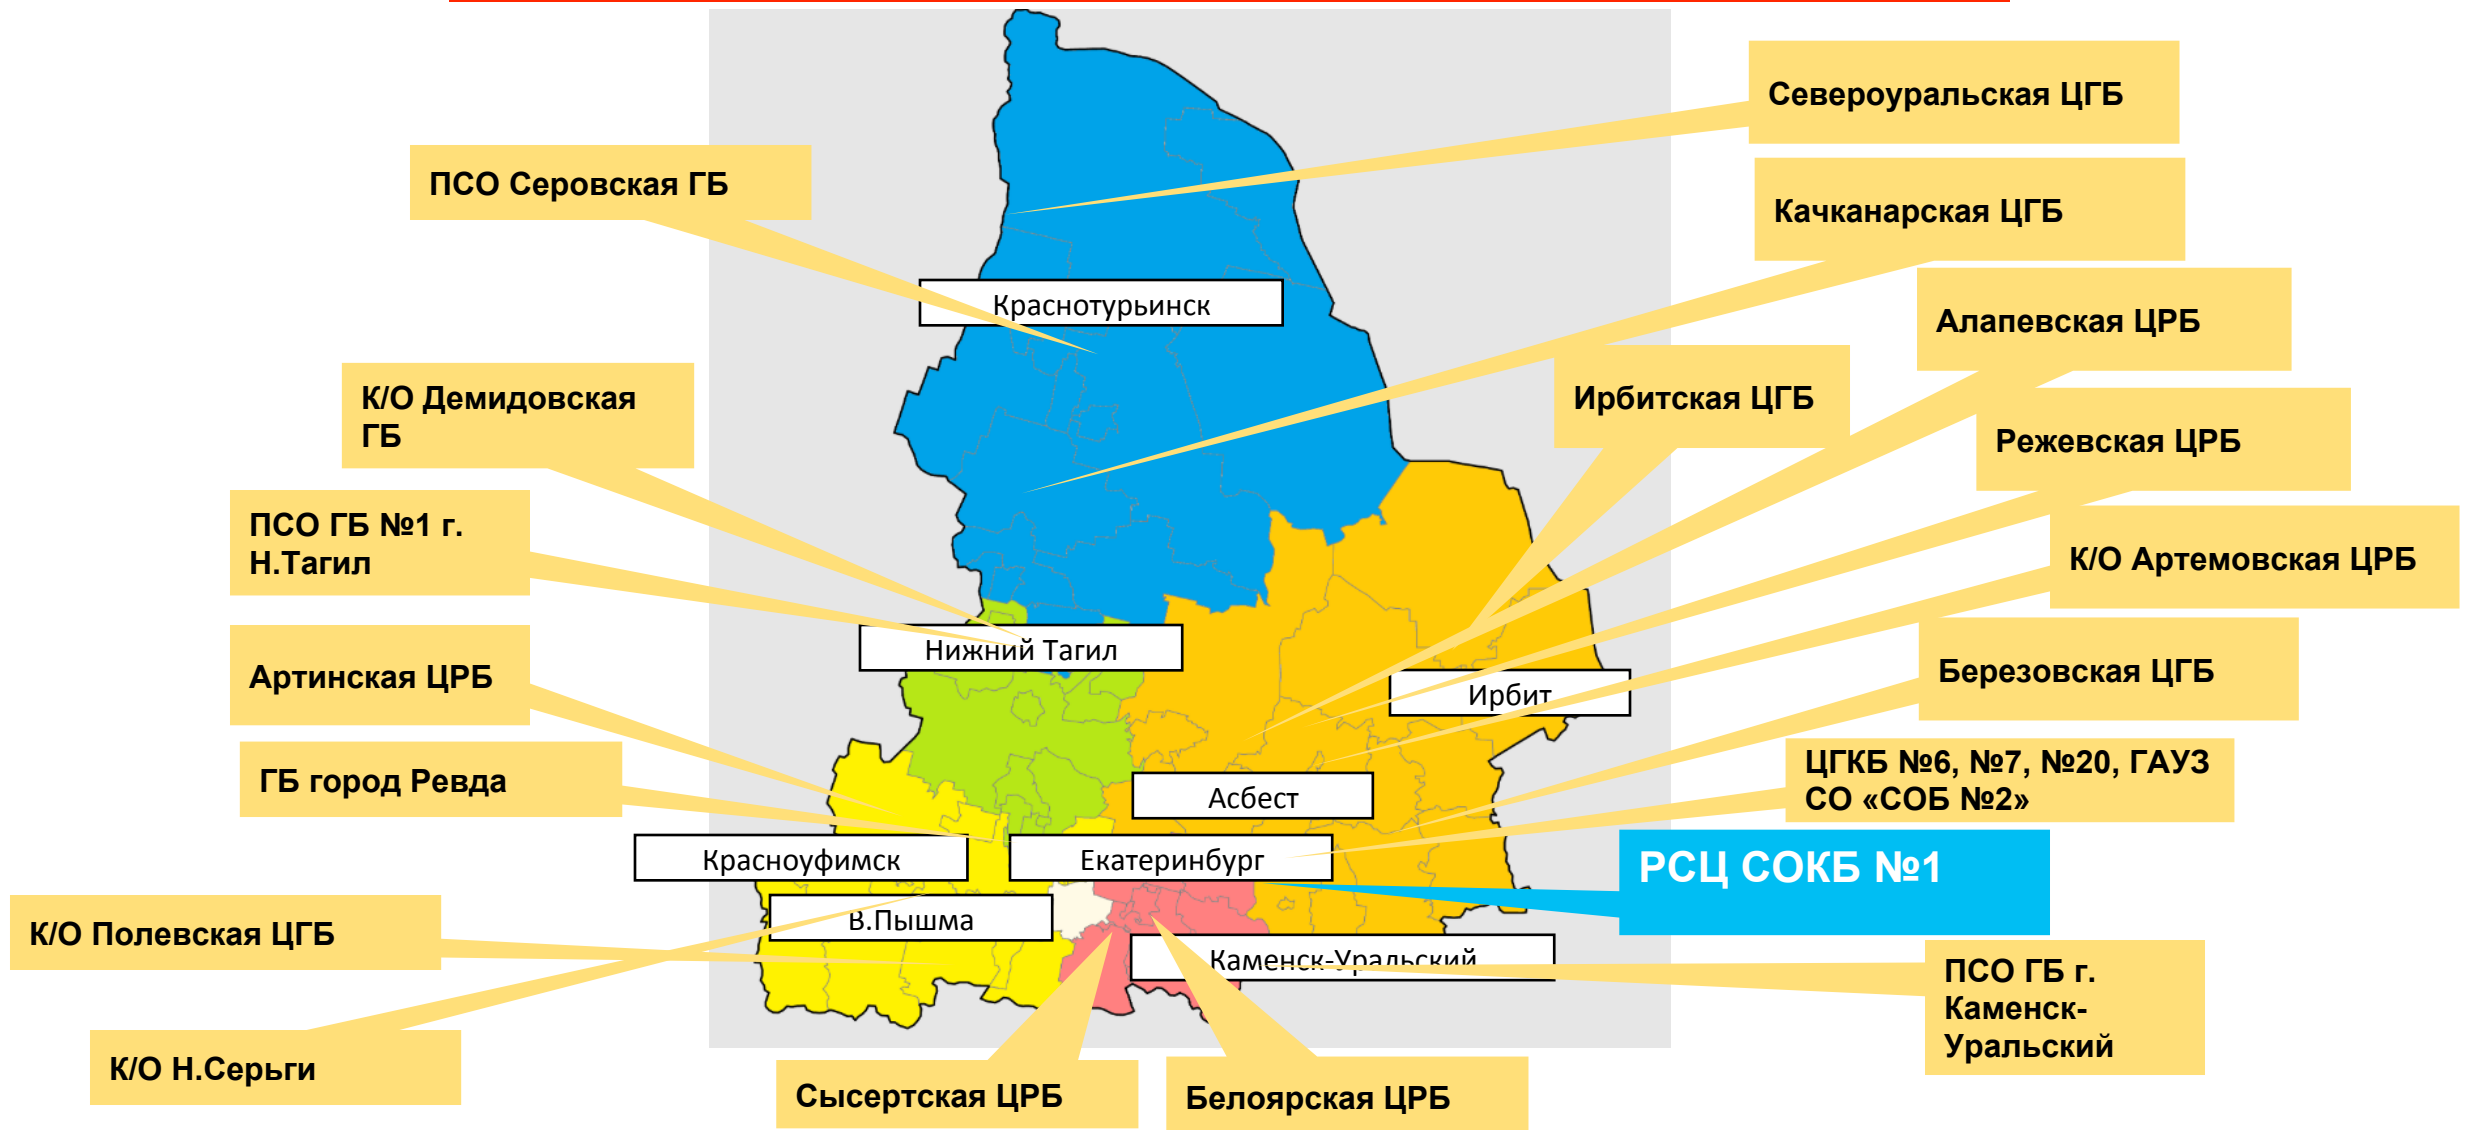 Североуральская ЦГБ
ПСО Серовская ГБ
Качканарская ЦГБ
Краснотурьинск
Алапевская ЦРБ
К/О Демидовская
ГБ
Ирбитская ЦГБ
Режевская ЦРБ
ПСО ГБ №1 г.
Н.Тагил
К/О Артемовская ЦРБ
Нижний Тагил
Артинская ЦРБ
Березовская ЦГБ
Ирбит
ГБ город Ревда
ЦГКБ №6, №7, №20, ГАУЗ
СО «СОБ №2»
Асбест
Красноуфимск
Екатеринбург
РСЦ СОКБ №1
В.Пышма
К/О Полевская ЦГБ
Каменск-Уральский
ПСО ГБ г.
Каменск-
Уральский
К/О Н.Серьги
Сысертская ЦРБ
Белоярская ЦРБ